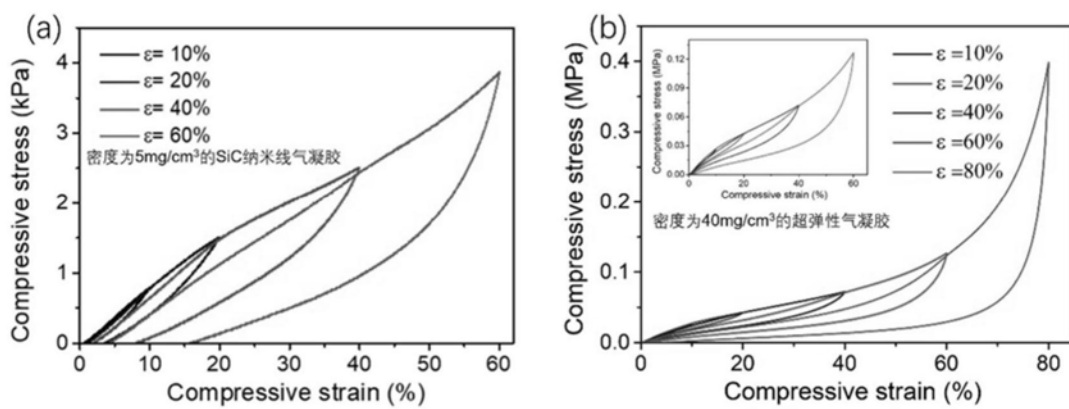 (a)
ε= 10%
ε= 20%
ε= 40%
ε= 60%
密度为5mg/cm³的SiC纳米线气凝胶
Compressive stress (kPa)
4
3
2
1
0
0 10 20 30 40 50 60
Compressive strain (%)
(b)
ε =10%
ε =20%
ε =40%
ε =60%
ε =80%
Compressive stress (MPa)
0.12
0.09
0.06
0.03
0.00
0 20 40 60
Compressive strain (%)
密度为40mg/cm³的超弹性气凝胶
Compressive stress (MPa)
0.4
0.3
0.2
0.1
0.0
0 20 40 60 80
Compressive strain (%)